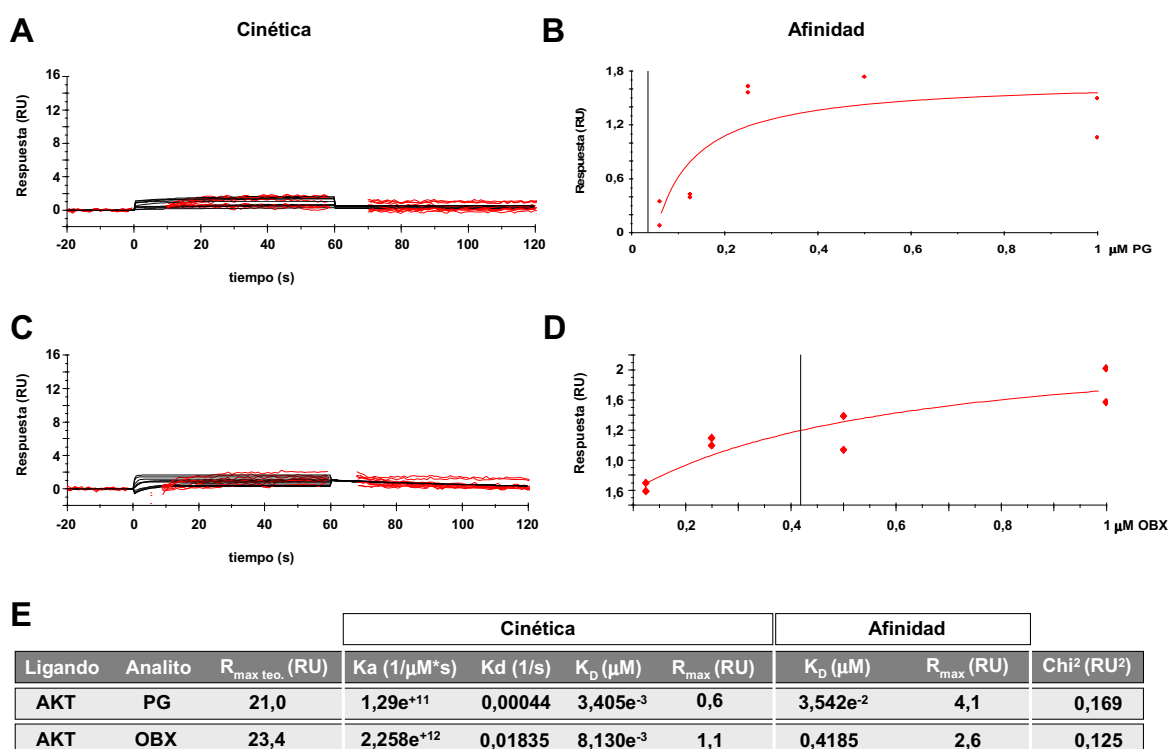 A
Cinética
B
Afinidad
Respuesta (RU)
16
12
8
4
0
-20 0 20 40 60 80 100 120
tiempo (s)
Respuesta (RU)
1,8
1,2
0,6
0
0 0,2 0,4 0,6 0,8 1 μM PG
C
D
Respuesta (RU)
16
12
8
4
0
-20 0 20 40 60 80 100 120
tiempo (s)
Respuesta (RU)
2
1,6
1,2
1,0
1,6
0,2 0,4 0,6 0,8 1 μM OBX
E
Cinética Afinidad
Ligando Analito R max teo. (RU) Ka (1/μM*s) Kd (1/s) K D (μM) R max (RU) K D (μM) R max (RU) Chi² (RU²)
AKT PG 21,0 1,29e+11 0,00044 3,405e-3 0,6 3,542e-2 4,1 0,169
AKT OBX 23,4 2,258e+12 0,01835 8,130e-3 1,1 0,4185 2,6 0,125